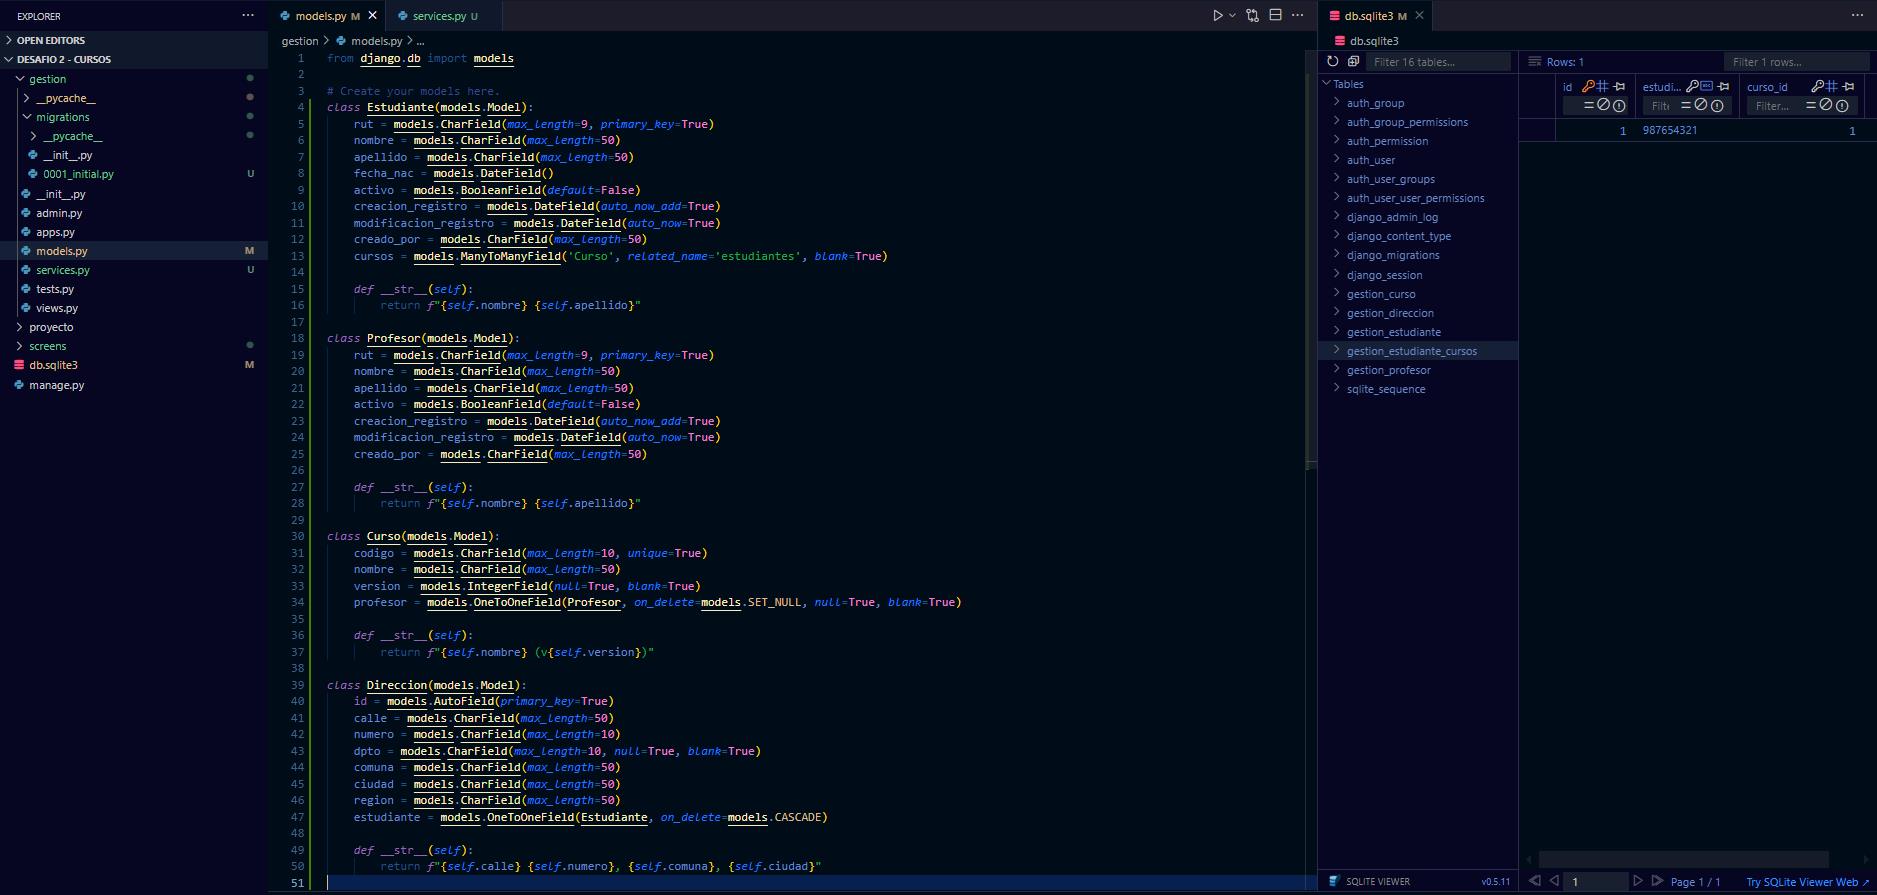 EXPLORER
OPEN EDITORS
DESAFIO 2 - CURSOS
gestion
__pycache__
migrations
__pycache__
__init__.py
0001_initial.py U
__init__.py
admin.py
apps.py
models.py M
services.py U
tests.py
views.py
proyecto
screens
db.sqlite3 M
manage.py
models.py M
services.py U
gestion > models.py > ...
1 from django.db import models
2
3 # Create your models here.
4 class Estudiante(models.Model):
5 rut = models.CharField(max_length=9, primary_key=True)
6 nombre = models.CharField(max_length=50)
7 apellido = models.CharField(max_length=50)
8 fecha_nac = models.DateField()
9 activo = models.BooleanField(default=False)
10 creacion_registro = models.DateField(auto_now_add=True)
11 modificacion_registro = models.DateField(auto_now=True)
12 creado_por = models.CharField(max_length=50)
13 cursos = models.ManyToManyField('Curso', related_name='estudiantes', blank=True)
14
15 def __str__(self):
16 return f"{self.nombre} {self.apellido}"
17
18 class Profesor(models.Model):
19 rut = models.CharField(max_length=9, primary_key=True)
20 nombre = models.CharField(max_length=50)
21 apellido = models.CharField(max_length=50)
22 activo = models.BooleanField(default=False)
23 creacion_registro = models.DateField(auto_now_add=True)
24 modificacion_registro = models.DateField(auto_now=True)
25 creado_por = models.CharField(max_length=50)
26
27 def __str__(self):
28 return f"{self.nombre} {self.apellido}"
29
30 class Curso(models.Model):
31 codigo = models.CharField(max_length=10, unique=True)
32 nombre = models.CharField(max_length=50)
33 version = models.IntegerField(null=True, blank=True)
34 profesor = models.OneToOneField(Profesor, on_delete=models.SET_NULL, null=True, blank=True)
35
36 def __str__(self):
37 return f"{self.nombre} (v{self.version})"
38
39 class Direccion(models.Model):
40 id = models.AutoField(primary_key=True)
41 calle = models.CharField(max_length=50)
42 numero = models.CharField(max_length=10)
43 dpto = models.CharField(max_length=10, null=True, blank=True)
44 comuna = models.CharField(max_length=50)
45 ciudad = models.CharField(max_length=50)
46 region = models.CharField(max_length=50)
47 estudiante = models.OneToOneField(Estudiante, on_delete=models.CASCADE)
48
49 def __str__(self):
50 return f"{self.calle} {self.numero}, {self.comuna}, {self.ciudad}"
51
db.sqlite3 M
db.sqlite3
Filter 16 tables...
Tables
auth_group
auth_group_permissions
auth_permission
auth_user
auth_user_groups
auth_user_user_permissions
django_admin_log
django_content_type
django_migrations
django_session
gestion_curso
gestion_direccion
gestion_estudiante
gestion_estudiante_cursos
gestion_profesor
sqlite_sequence
SQLITE VIEWER v0.5.11
Rows: 1 Filter 1 rows...
id estudi... curso_id
Filt Filter...
1 987654321 1
1 Page 1 / 1 Try SQLite Viewer Web ↗